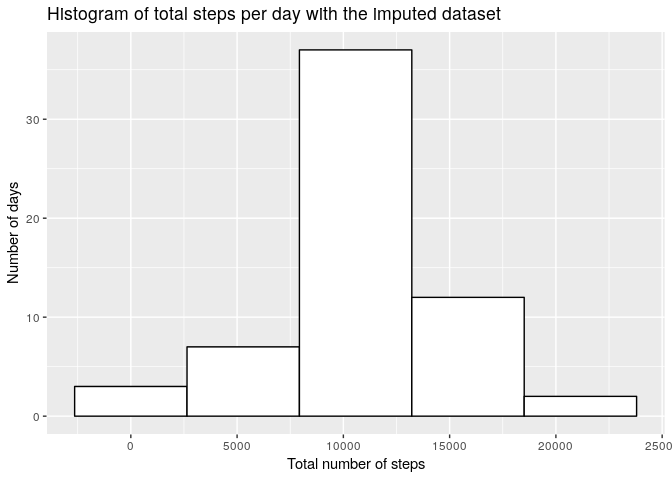 Histogram of total steps per day with the imputed dataset
30
20
10
0
Number of days
0 5000 10000 15000 20000 2500
Total number of steps